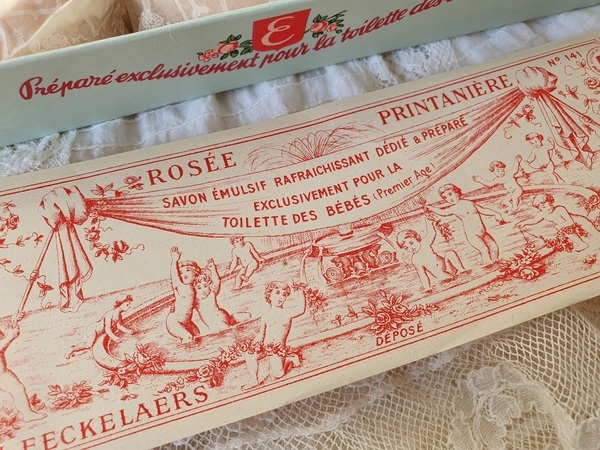 E
Préparé exclusivement pour la toilette des
ROSÉE PRINTANIÈRE
Nº 141
SAVON ÉMULSIF RAFRAICHISSANT DÉDIÉ & PRÉPARÉ
EXCLUSIVEMENT POUR LA
TOILETTE DES BÉBÉS (Premier Age)
DÉPOSÉ
EECKELAERS